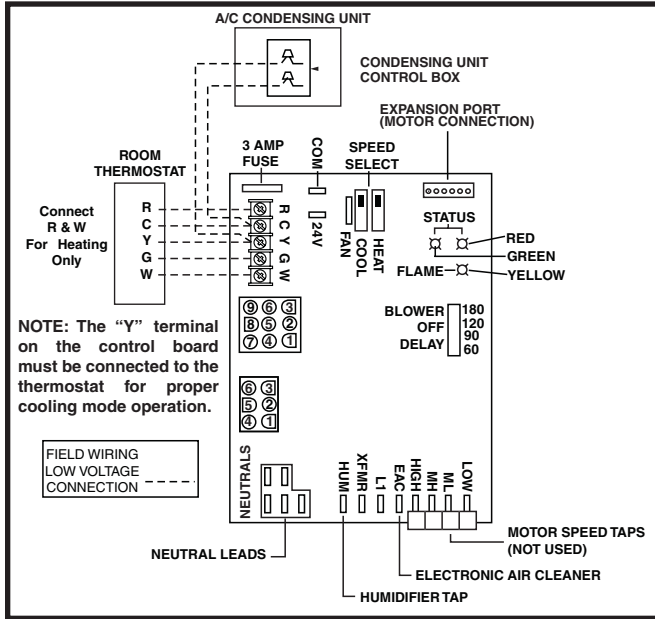 A/C CONDENSING UNIT
CONDENSING UNIT
CONTROL BOX
EXPANSION PORT
(MOTOR CONNECTION)
ROOM
THERMOSTAT
3 AMP
FUSE
COM
24V
SPEED
SELECT
FAN
COOL
HEAT
STATUS
RED
GREEN
FLAME
YELLOW
Connect
R & W
For Heating
Only
R
C
Y
G
W
R
C
Y
G
W
BLOWER
OFF
DELAY
180
120
90
60
9 6 3
8 5 2
7 4 1
NOTE: The “Y” terminal
on the control board
must be connected to the
thermostat for proper
cooling mode operation.
6 3
5 2
4 1
FIELD WIRING
LOW VOLTAGE
CONNECTION
NEUTRALS
HUM
XFMR
L1
EAC
HIGH
MH
ML
LOW
NEUTRAL LEADS
MOTOR SPEED TAPS
(NOT USED)
ELECTRONIC AIR CLEANER
HUMIDIFIER TAP